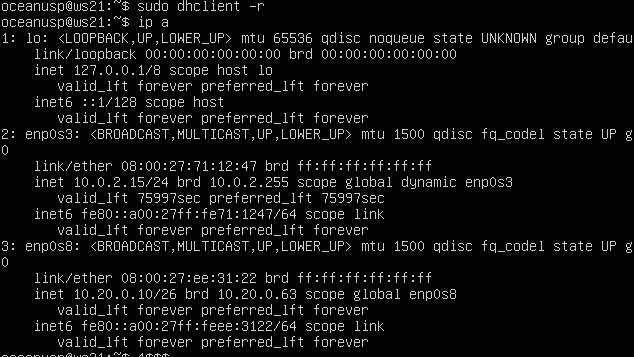 oceanusp@ws21:~$ sudo dhclient -r
oceanusp@ws21:~$ ip a
1: lo: <LOOPBACK,UP,LOWER_UP> mtu 65536 qdisc noqueue state UNKNOWN group defau
link/loopback 00:00:00:00:00:00 brd 00:00:00:00:00:00
inet 127.0.0.1/8 scope host lo
valid_lft forever preferred_lft forever
inet6 ::1/128 scope host
valid_lft forever preferred_lft forever
2: enp0s3: <BROADCAST,MULTICAST,UP,LOWER_UP> mtu 1500 qdisc fq_codel state UP g
0
link/ether 08:00:27:71:12:47 brd ff:ff:ff:ff:ff:ff
inet 10.0.2.15/24 brd 10.0.2.255 scope global dynamic enp0s3
valid_lft 75997sec preferred_lft 75997sec
inet6 fe80::a00:27ff:fe71:1247/64 scope link
valid_lft forever preferred_lft forever
3: enp0s8: <BROADCAST,MULTICAST,UP,LOWER_UP> mtu 1500 qdisc fq_codel state UP g
0
link/ether 08:00:27:ee:31:22 brd ff:ff:ff:ff:ff:ff
inet 10.20.0.10/26 brd 10.20.0.63 scope global enp0s8
valid_lft forever preferred_lft forever
inet6 fe80::a00:27ff:feee:3122/64 scope link
valid_lft forever preferred_lft forever
oceanusp@ws21:~$